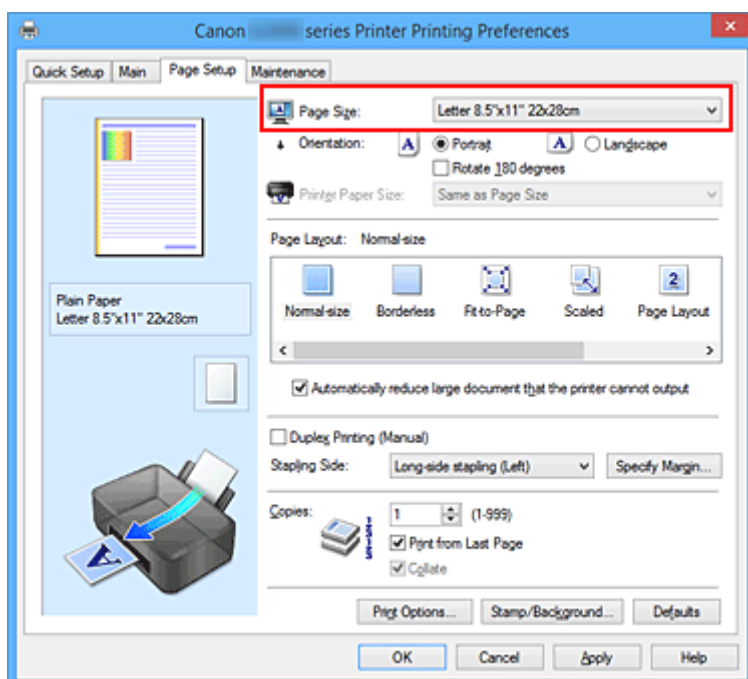 Canon series Printer Printing Preferences
Quick Setup Main Page Setup Maintenance
Page Size: Letter 8.5"x11" 22x28cm
Orientation: A Portrait A Landscape
Rotate 180 degrees
Printer Paper Size: Same as Page Size
Page Layout: Normal-size
2
Normal-size Borderless Fit-to-Page Scaled Page Layout
Plain Paper
Letter 8.5"x11" 22x28cm
Automatically reduce large document that the printer cannot output
Duplex Printing (Manual)
Stapling Side: Long-side stapling (Left) Specify Margin...
Copies: 1 (1-999)
Print from Last Page
Collate
A
Print Options... Stamp/Background... Defaults
OK Cancel Apply Help